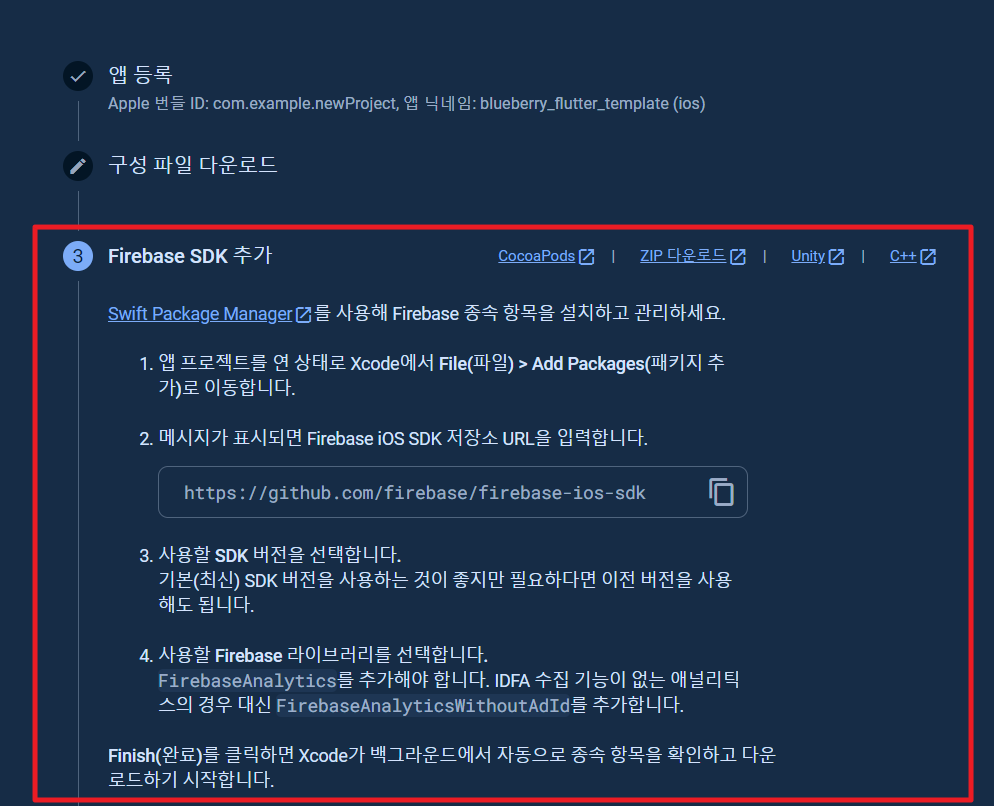 앱 등록
Apple 번들 ID: com.example.newProject, 앱 닉네임: blueberry_flutter_template (ios)
구성 파일 다운로드
3 Firebase SDK 추가 CocoaPods | ZIP 다운로드 | Unity | C++
Swift Package Manager를 사용해 Firebase 종속 항목을 설치하고 관리하세요.
1. 앱 프로젝트를 연 상태로 Xcode에서 File(파일) > Add Packages(패키지 추
가)로 이동합니다.
2. 메시지가 표시되면 Firebase iOS SDK 저장소 URL을 입력합니다.
https://github.com/firebase/firebase-ios-sdk
3. 사용할 SDK 버전을 선택합니다.
기본(최신) SDK 버전을 사용하는 것이 좋지만 필요하다면 이전 버전을 사용
해도 됩니다.
4. 사용할 Firebase 라이브러리를 선택합니다.
FirebaseAnalytics를 추가해야 합니다. IDFA 수집 기능이 없는 애널리틱
스의 경우 대신 FirebaseAnalyticsWithoutAdId를 추가합니다.
Finish(완료)를 클릭하면 Xcode가 백그라운드에서 자동으로 종속 항목을 확인하고 다운
로드하기 시작합니다.